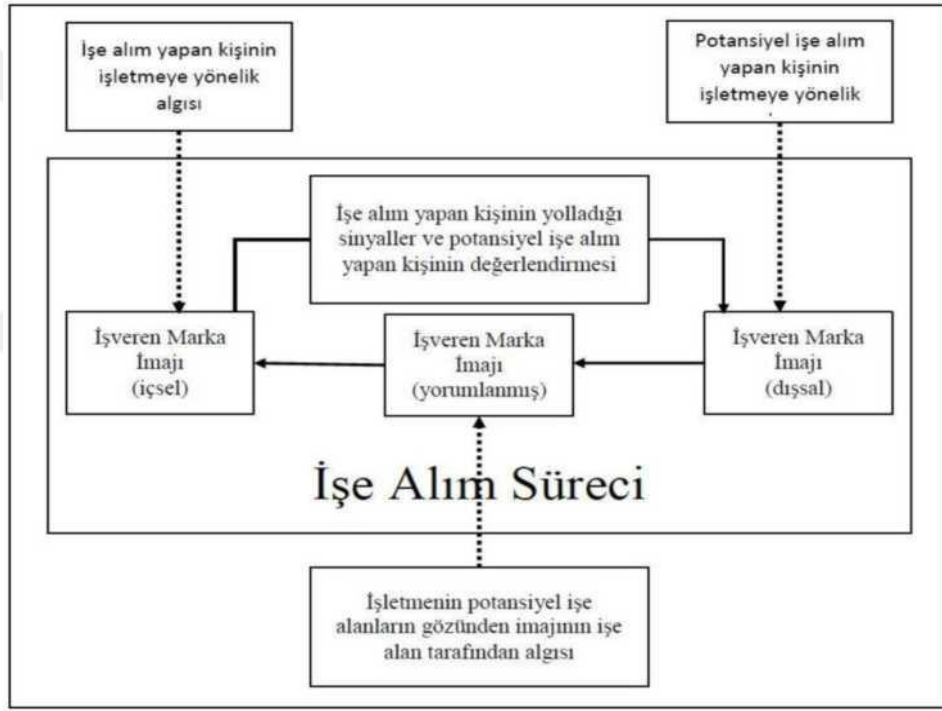 İşe alım yapan kişinin
işletmeye yönelik
algısı
Potansiyel işe alım
yapan kişinin
işletmeye yönelik
.
İşe alım yapan kişinin yolladığı
sinyaller ve potansiyel işe alım
yapan kişinin değerlendirmesi
İşveren Marka
İmajı
(içsel)
İşveren Marka
İmajı
(yorumlanmış)
İşveren Marka
İmajı
(dışsal)
İşe Alım Süreci
İşletmenin potansiyel işe
alanların gözünden imajının işe
alan tarafından algısı